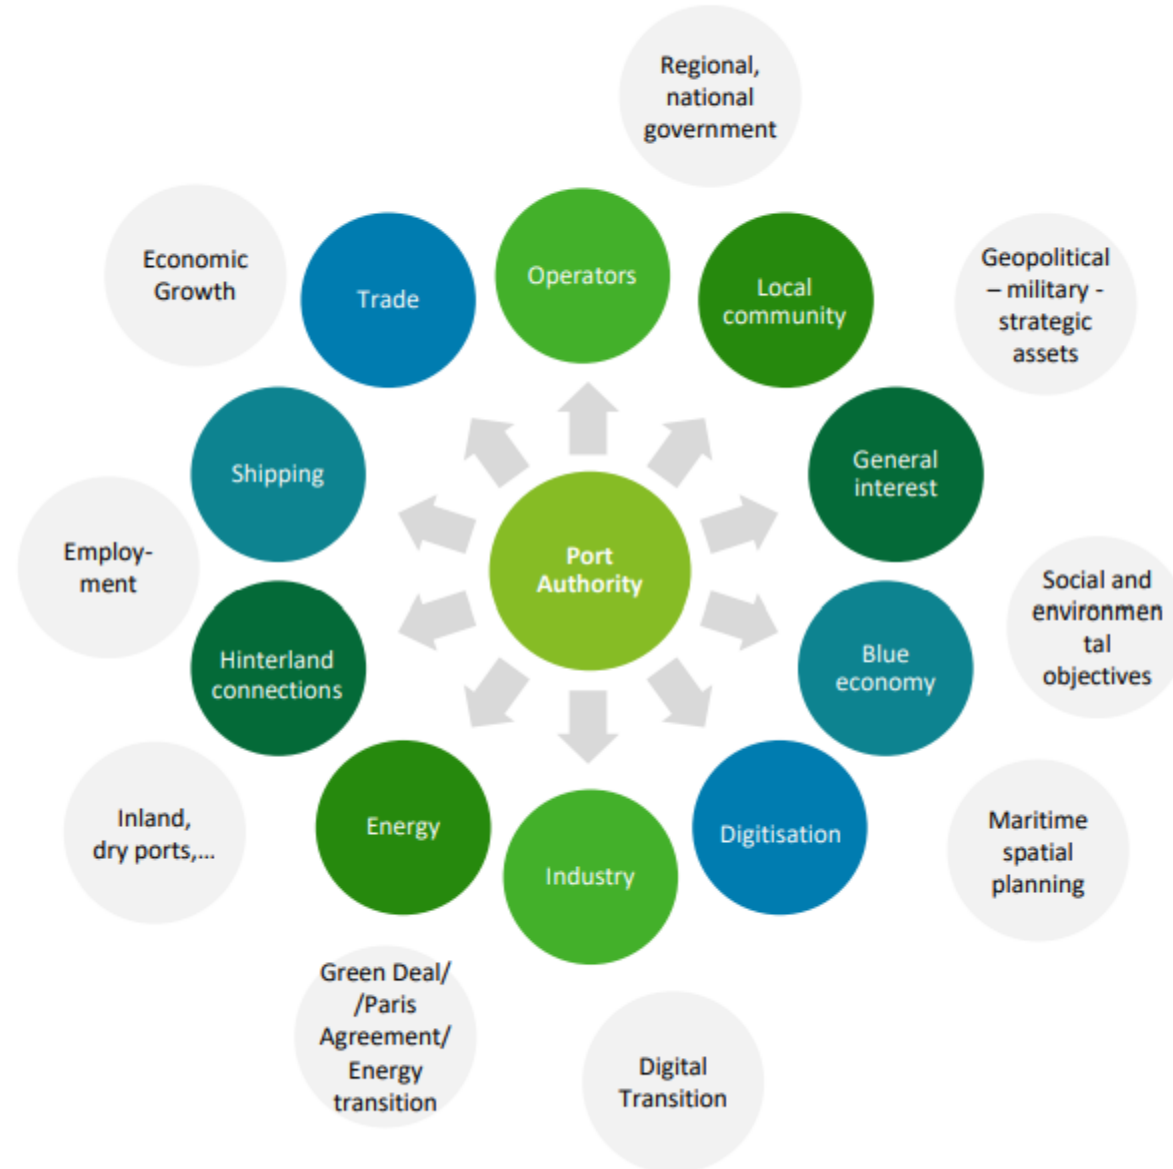 Regional,
national
government
Economic
Growth
Trade
Operators
Local
community
Geopolitical
– military -
strategic
assets
Shipping
General
interest
Employ-
ment
Port
Authority
Social and
environmen
tal
objectives
Hinterland
connections
Blue
economy
Inland,
dry ports,...
Energy
Industry
Digitisation
Maritime
spatial
planning
Green Deal/
/Paris
Agreement/
Energy
transition
Digital
Transition